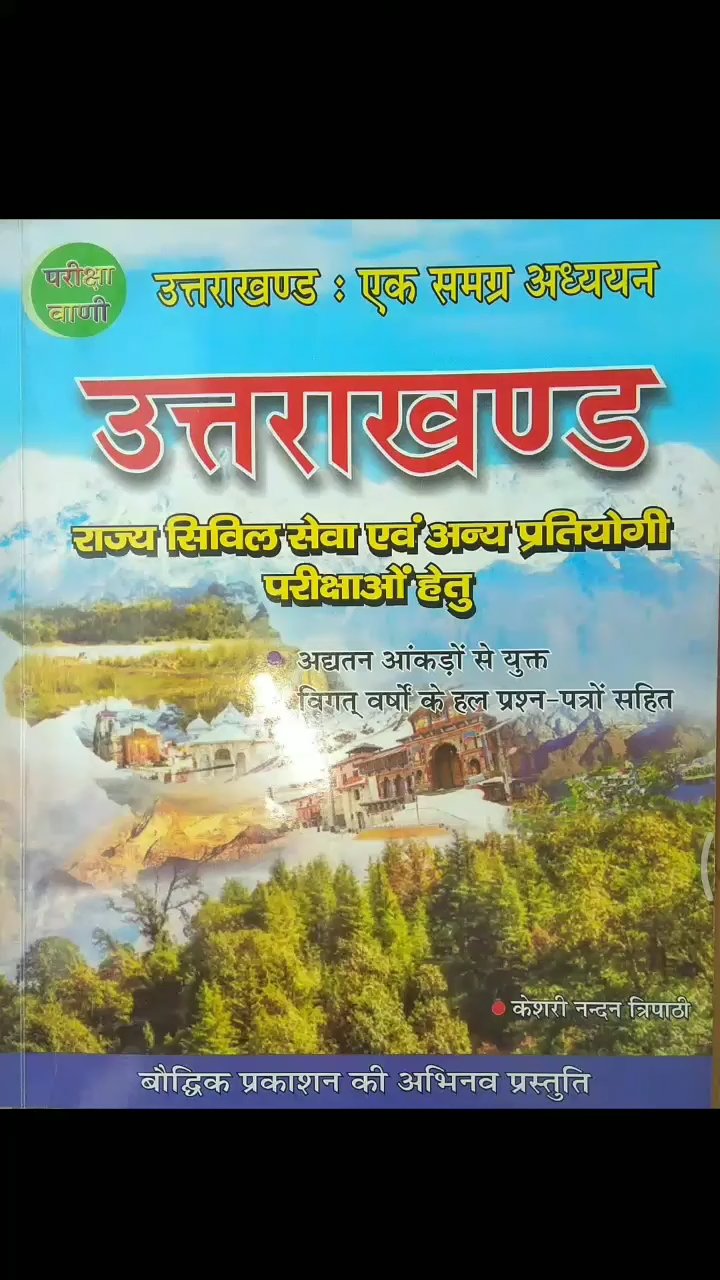 परीक्षा
वाणी
उत्तराखण्ड : एक समग्र अध्ययन
उत्तराखण्ड
राज्य सिविल सेवा एवं अन्य प्रतियोगी
परीक्षाओं हेतु
अद्यतन आंकड़ों से युक्त
विगत् वर्षों के हल प्रश्न-पत्रों सहित
केशरी नन्दन त्रिपाठी
बौद्धिक प्रकाशन की अभिनव प्रस्तुति